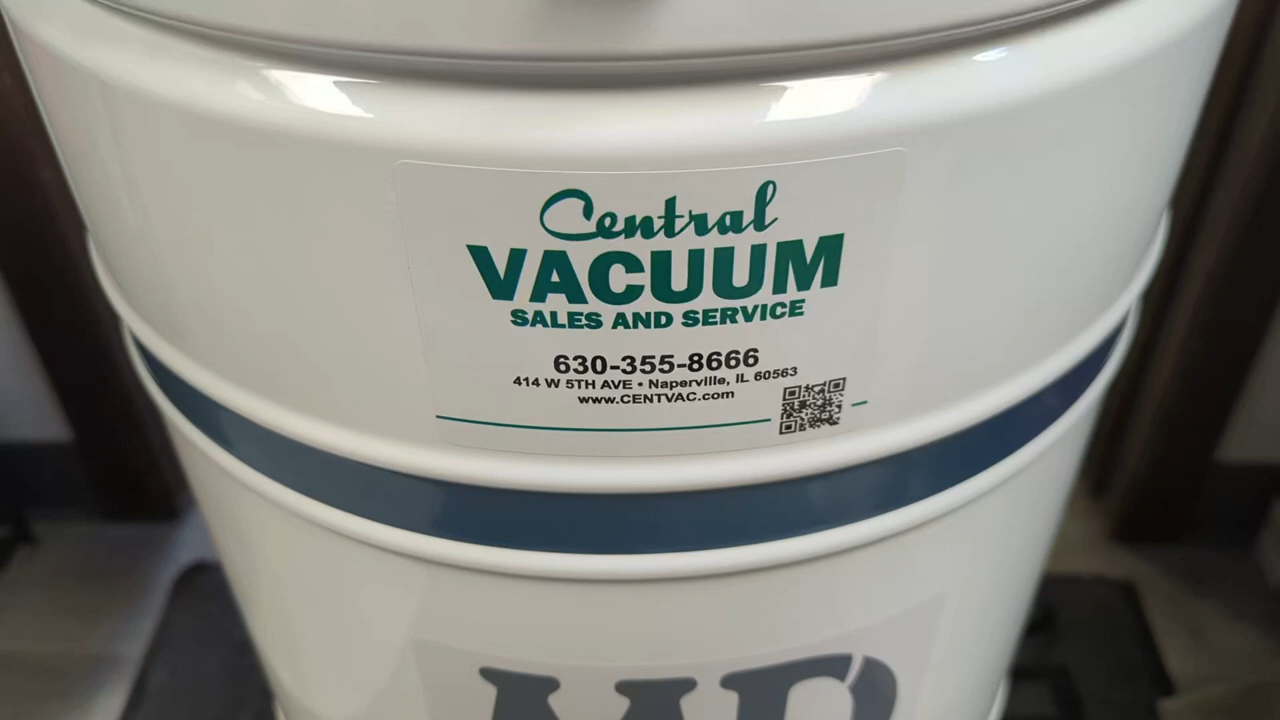 Central
VACUUM
SALES AND SERVICE
630-355-8666
414 W 5TH AVE • Naperville, IL 60563
www.CENTVAC.com